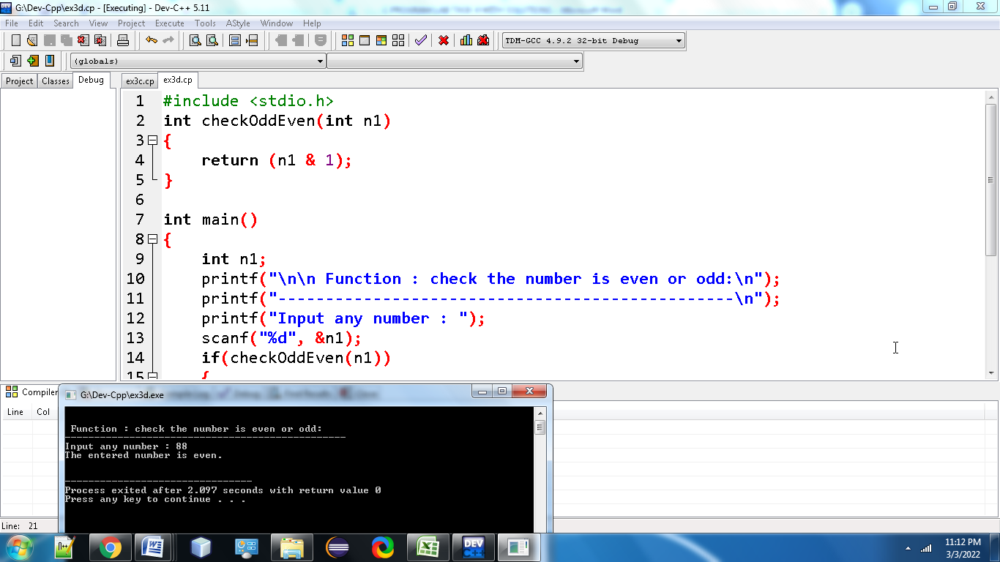 G:\Dev-Cpp\ex3d.cp - [Executing] - Dev-C++ 5.11
File Edit Search View Project Execute Tools AStyle Window Help
TDM-GCC 4.9.2 32-bit Debug
(globals)
Project Classes Debug ex3c.cp ex3d.cp
1 #include <stdio.h>
2 int checkOddEven(int n1)
3 {
4 return (n1 & 1);
5 }
6
7 int main()
8 {
9 int n1;
10 printf("\n\n Function : check the number is even or odd:\n");
11 printf("------------------------------------------------\n");
12 printf("Input any number : ");
13 scanf("%d", &n1);
14 if(checkOddEven(n1))
15 {
Compiler
Line Col
G:\Dev-Cpp\ex3d.exe
Function : check the number is even or odd:
------------------------------------------------
Input any number : 88
The entered number is even.
--------------------------------
Process exited after 2.097 seconds with return value 0
Press any key to continue . . .
Line: 21
DEV
C++
11:12 PM
3/3/2022